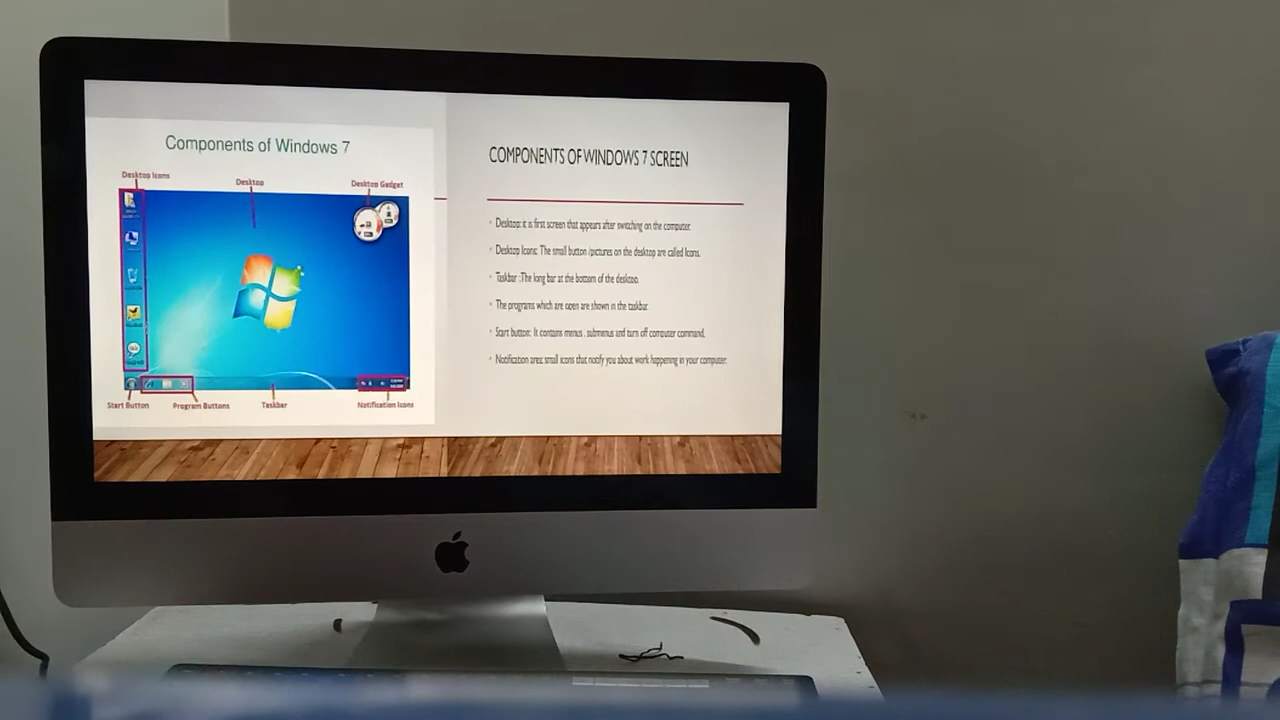 Components of Windows 7
Desktop Icons
Desktop
Desktop Gadget
Start Button
Program Buttons
Taskbar
Notification Icons
COMPONENTS OF WINDOWS 7 SCREEN
• Desktop: it is first screen that appears after switching on the computer.
• Desktop Icons: The small button /pictures on the desktop are called Icons.
• Taskbar :The long bar at the bottom of the desktop.
• The programs which are open are shown in the taskbar.
• Start button: It contains menus , submenus and turn off computer command.
• Notification area: small icons that notify you about work happening in your computer.